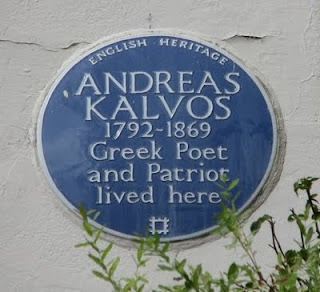 ENGLISH HERITAGE
ANDREAS
KALVOS
1792-1869
Greek Poet
and Patriot
lived here